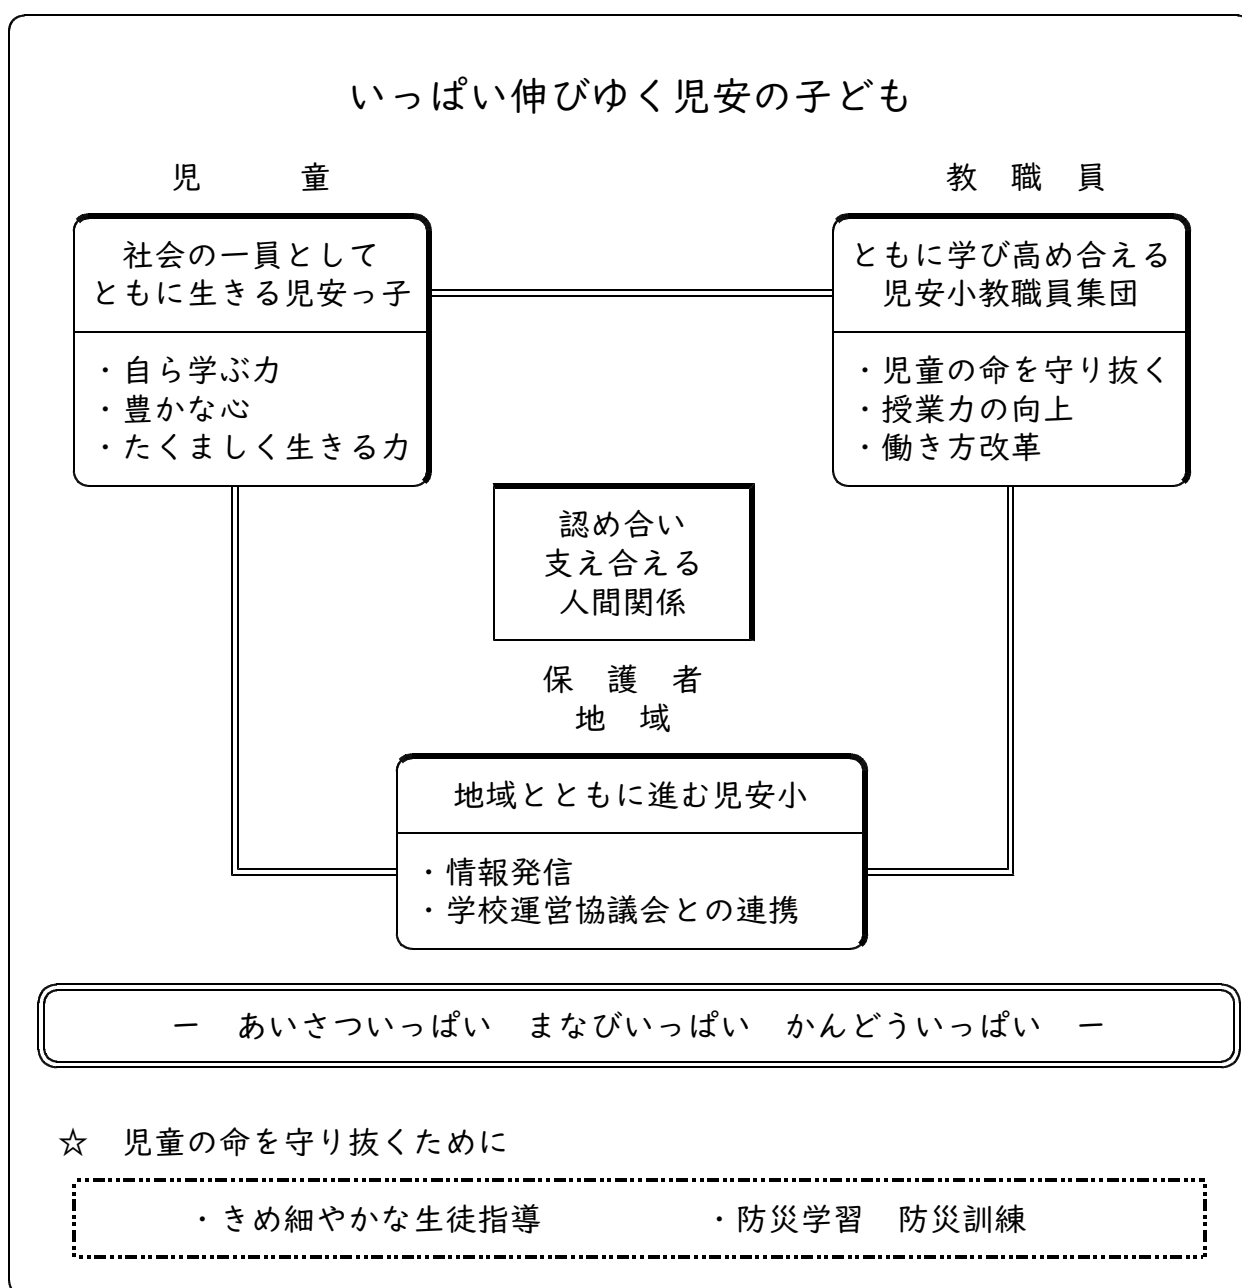 いっぱい伸びゆく児安の子ども
児　　　童
社会の一員として
ともに生きる児安っ子
・自ら学ぶ力
・豊かな心
・たくましく生きる力
教　職　員
ともに学び高め合える
児安小教職員集団
・児童の命を守り抜く
・授業力の向上
・働き方改革
認め合い
支え合える
人間関係
保　護　者
地　域
地域とともに進む児安小
・情報発信
・学校運営協議会との連携
ー　あいさついっぱい　まなびいっぱい　かんどういっぱい　ー
☆　児童の命を守り抜くために
・きめ細やかな生徒指導　　　　　・防災学習　防災訓練